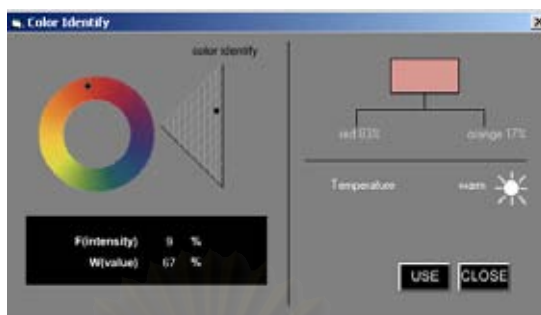 Color Identify
color identify
red 83% orange 17%
Temperature warm
F(intensity) 9 %
W(value) 67 %
USE CLOSE